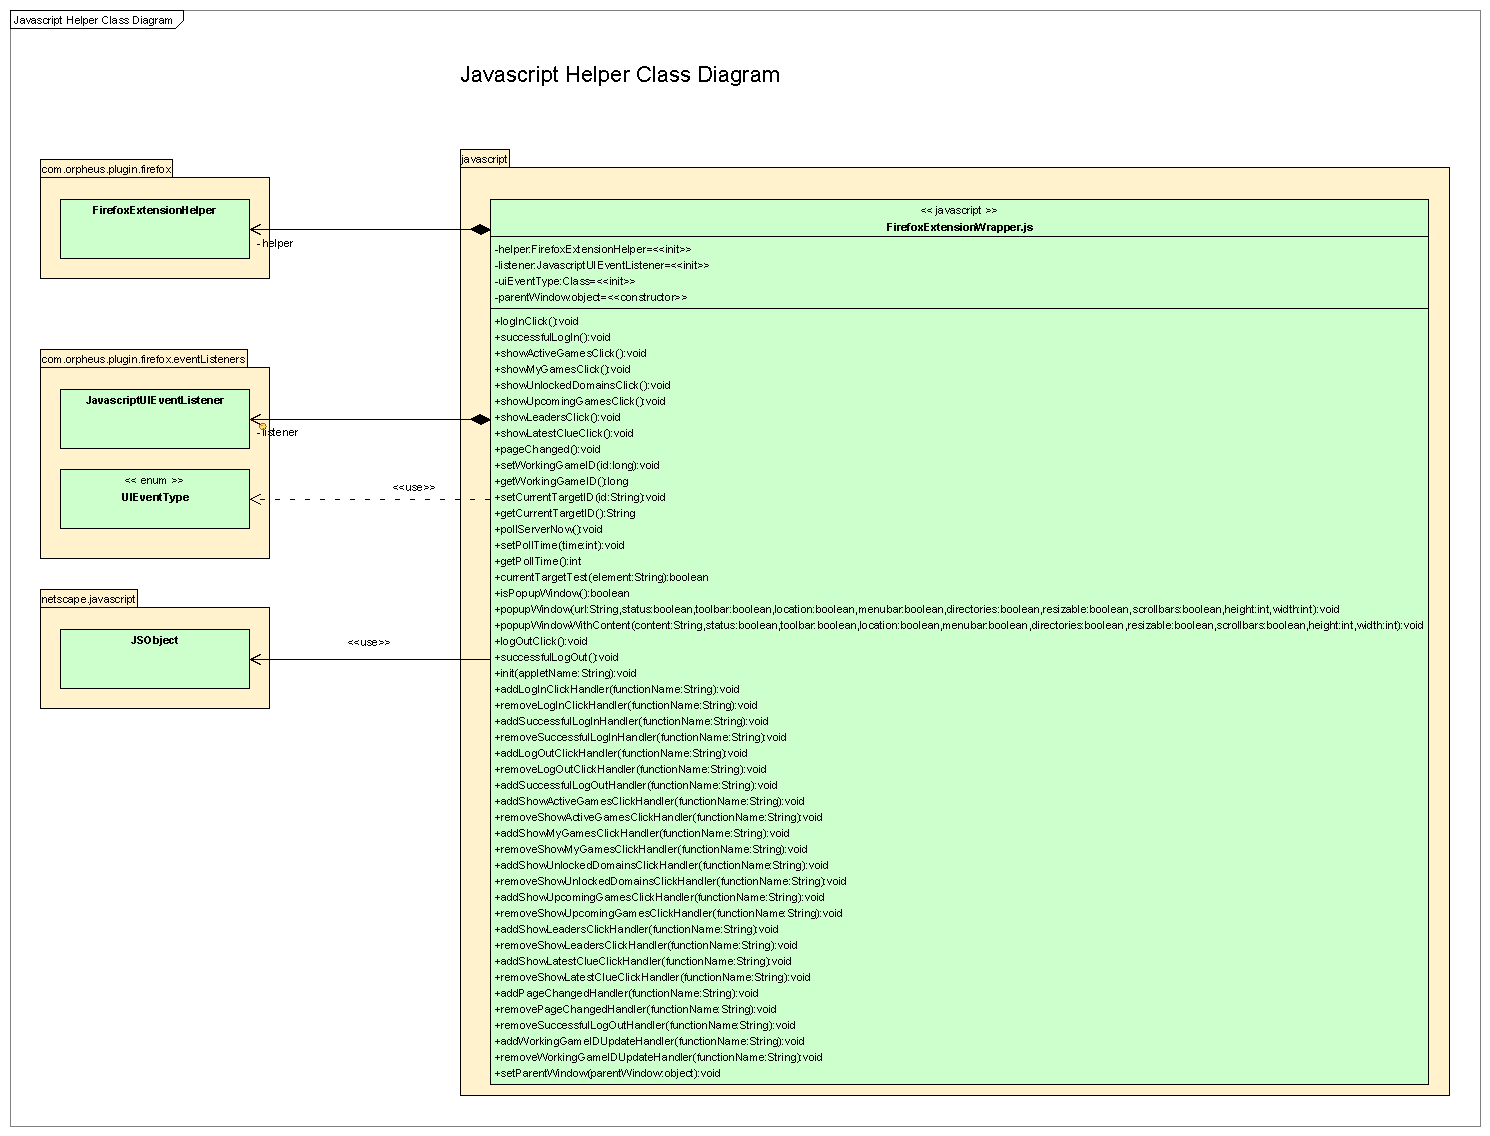 Javascript Helper Class Diagram
Javascript Helper Class Diagram
com.orpheus.plugin.firefox
FirefoxExtensionHelper
-helper
com.orpheus.plugin.firefox.eventListeners
JavascriptUIEventListener
-listener
<< enum >>
UIEventType
<<use>>
netscape.javascript
JSObject
<<use>>
javascript
<< javascript >>
FirefoxExtensionWrapper.js
-helper:FirefoxExtensionHelper=<<init>>
-listener:JavascriptUIEventListener=<<init>>
-uiEventType:Class=<<init>>
-parentWindow:object=<<constructor>>
+logInClick():void
+successfulLogIn():void
+showActiveGamesClick():void
+showMyGamesClick():void
+showUnlockedDomainsClick():void
+showUpcomingGamesClick():void
+showLeadersClick():void
+showLatestClueClick():void
+pageChanged():void
+setWorkingGameID(id:long):void
+getWorkingGameID():long
+setCurrentTargetID(id:String):void
+getCurrentTargetID():String
+pollServerNow():void
+setPollTime(time:int):void
+getPollTime():int
+currentTargetTest(element:String):boolean
+isPopupWindow():boolean
+popupWindow(url:String,status:boolean,toolbar:boolean,location:boolean,menubar:boolean,directories:boolean,resizable:boolean,scrollbars:boolean,height:int,width:int):void
+popupWindowWithContent(content:String,status:boolean,toolbar:boolean,location:boolean,menubar:boolean,directories:boolean,resizable:boolean,scrollbars:boolean,height:int,width:int):void
+logOutClick():void
+successfulLogOut():void
+init(appletName:String):void
+addLogInClickHandler(functionName:String):void
+removeLogInClickHandler(functionName:String):void
+addSuccessfulLogInHandler(functionName:String):void
+removeSuccessfulLogInHandler(functionName:String):void
+addLogOutClickHandler(functionName:String):void
+removeLogOutClickHandler(functionName:String):void
+addSuccessfulLogOutHandler(functionName:String):void
+addShowActiveGamesClickHandler(functionName:String):void
+removeShowActiveGamesClickHandler(functionName:String):void
+addShowMyGamesClickHandler(functionName:String):void
+removeShowMyGamesClickHandler(functionName:String):void
+addShowUnlockedDomainsClickHandler(functionName:String):void
+removeShowUnlockedDomainsClickHandler(functionName:String):void
+addShowUpcomingGamesClickHandler(functionName:String):void
+removeShowUpcomingGamesClickHandler(functionName:String):void
+addShowLeadersClickHandler(functionName:String):void
+removeShowLeadersClickHandler(functionName:String):void
+addShowLatestClueClickHandler(functionName:String):void
+removeShowLatestClueClickHandler(functionName:String):void
+addPageChangedHandler(functionName:String):void
+removePageChangedHandler(functionName:String):void
+removeSuccessfulLogOutHandler(functionName:String):void
+addWorkingGameIDUpdateHandler(functionName:String):void
+removeWorkingGameIDUpdateHandler(functionName:String):void
+setParentWindow(parentWindow:object):void